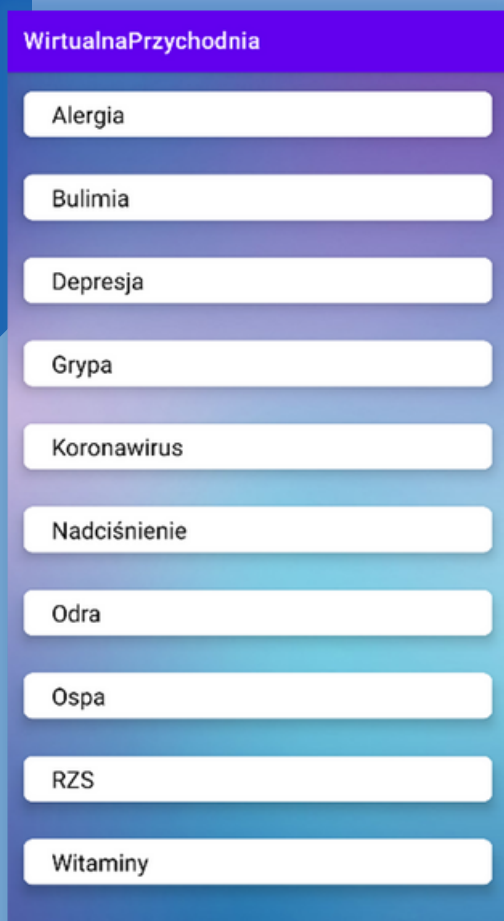 WirtualnaPrzychodnia
Alergia
Bulimia
Depresja
Grypa
Koronawirus
Nadciśnienie
Odra
Ospa
RZS
Witaminy